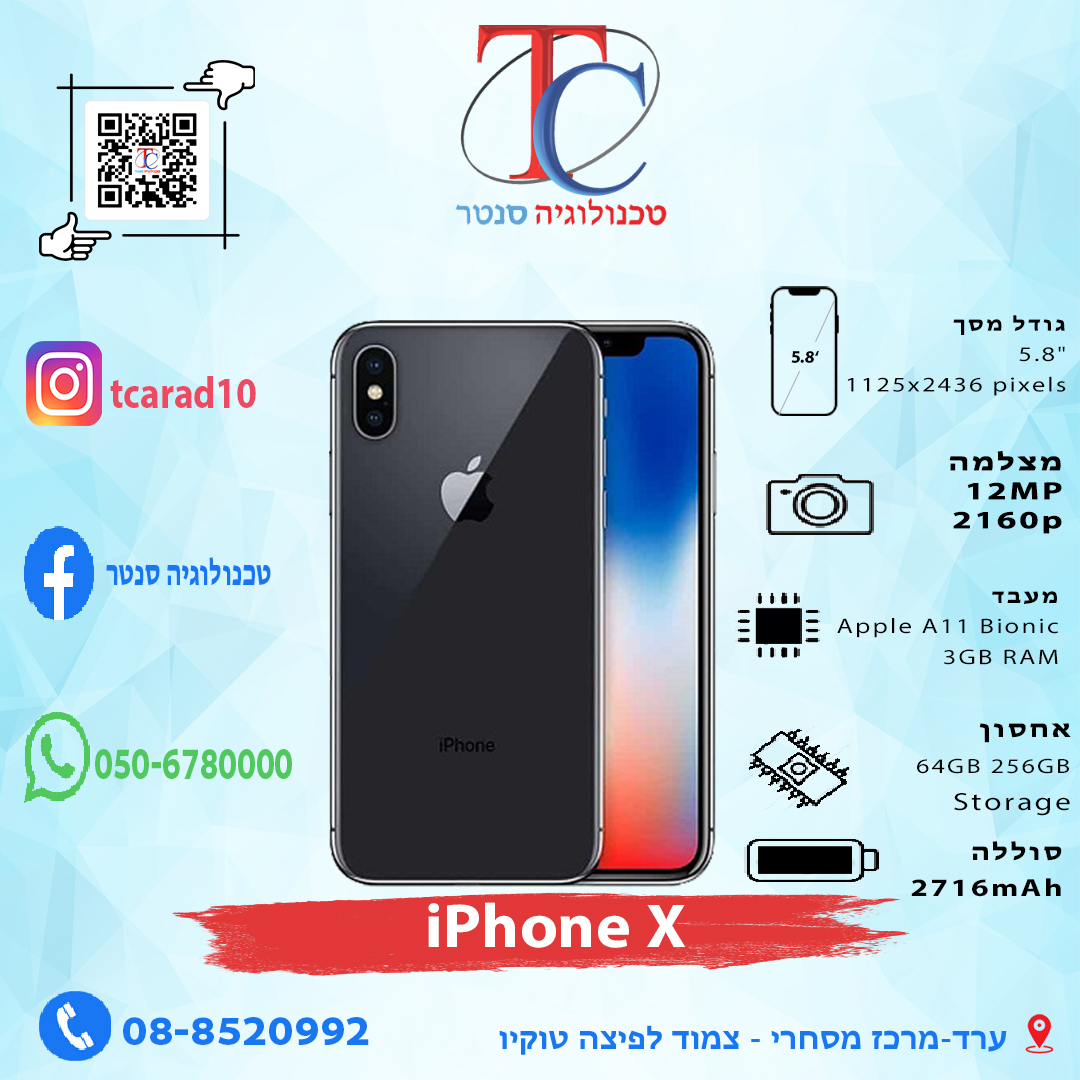 TC
טכנולוגיה סנטר
tcarad10
טכנולוגיה סנטר
050-6780000
iPhone
5.8‘
גודל מסך
5.8"
1125x2436 pixels
מצלמה
12MP
2160p
מעבד
Apple A11 Bionic
3GB RAM
אחסון
64GB 256GB
Storage
סוללה
2716mAh
iPhone X
08-8520992
ערד-מרכז מסחרי - צמוד לפיצה טוקיו